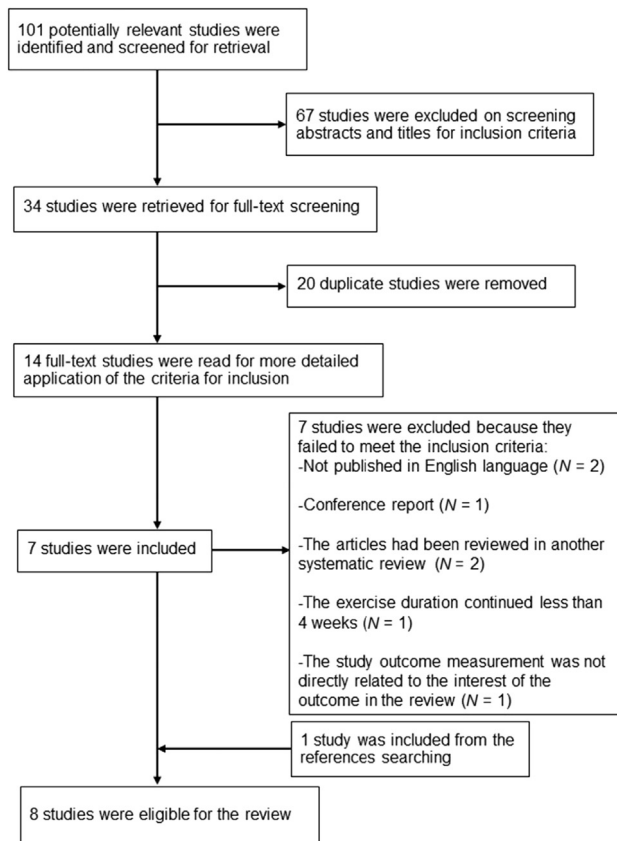 101 potentially relevant studies were
identified and screened for retrieval
67 studies were excluded on screening
abstracts and titles for inclusion criteria
34 studies were retrieved for full-text screening
20 duplicate studies were removed
14 full-text studies were read for more detailed
application of the criteria for inclusion
7 studies were excluded because they
failed to meet the inclusion criteria:
-Not published in English language (N = 2)
-Conference report (N = 1)
-The articles had been reviewed in another
systematic review (N = 2)
-The exercise duration continued less than
4 weeks (N = 1)
-The study outcome measurement was not
directly related to the interest of the
outcome in the review (N = 1)
7 studies were included
1 study was included from the
references searching
8 studies were eligible for the review